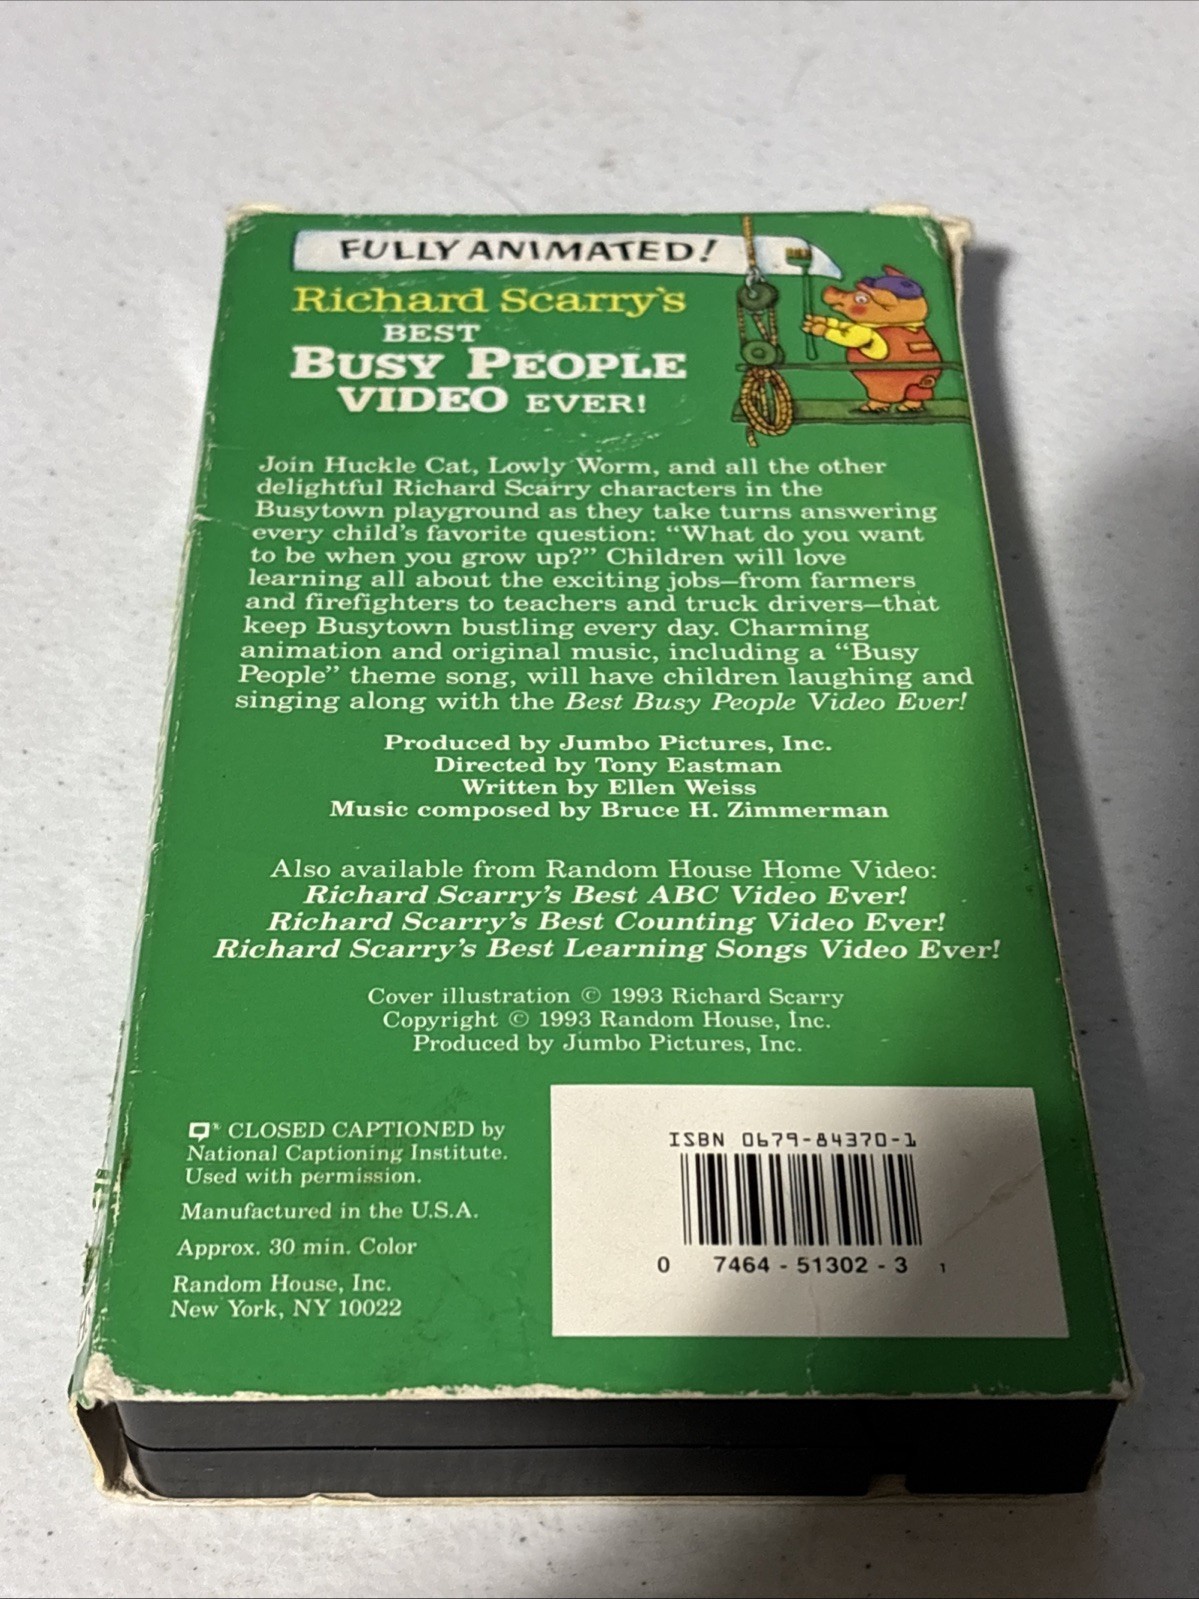 FULLY ANIMATED!
Richard Scarry's
BEST
BUSY PEOPLE
VIDEO EVER!
Join Huckle Cat, Lowly Worm, and all the other
delightful Richard Scarry characters in the
Busytown playground as they take turns answering
every child's favorite question: "What do you want
to be when you grow up?" Children will love
learning all about the exciting jobs—from farmers
and firefighters to teachers and truck drivers—that
keep Busytown bustling every day. Charming
animation and original music, including a "Busy
People" theme song, will have children laughing and
singing along with the Best Busy People Video Ever!
Produced by Jumbo Pictures, Inc.
Directed by Tony Eastman
Written by Ellen Weiss
Music composed by Bruce H. Zimmerman
Also available from Random House Home Video:
Richard Scarry's Best ABC Video Ever!
Richard Scarry's Best Counting Video Ever!
Richard Scarry's Best Learning Songs Video Ever!
Cover illustration © 1993 Richard Scarry
Copyright © 1993 Random House, Inc.
Produced by Jumbo Pictures, Inc.
® CLOSED CAPTIONED by
National Captioning Institute.
Used with permission.
Manufactured in the U.S.A.
Approx. 30 min. Color
Random House, Inc.
New York, NY 10022
ISBN 0679-84370-1
0 7464-51302-3 1